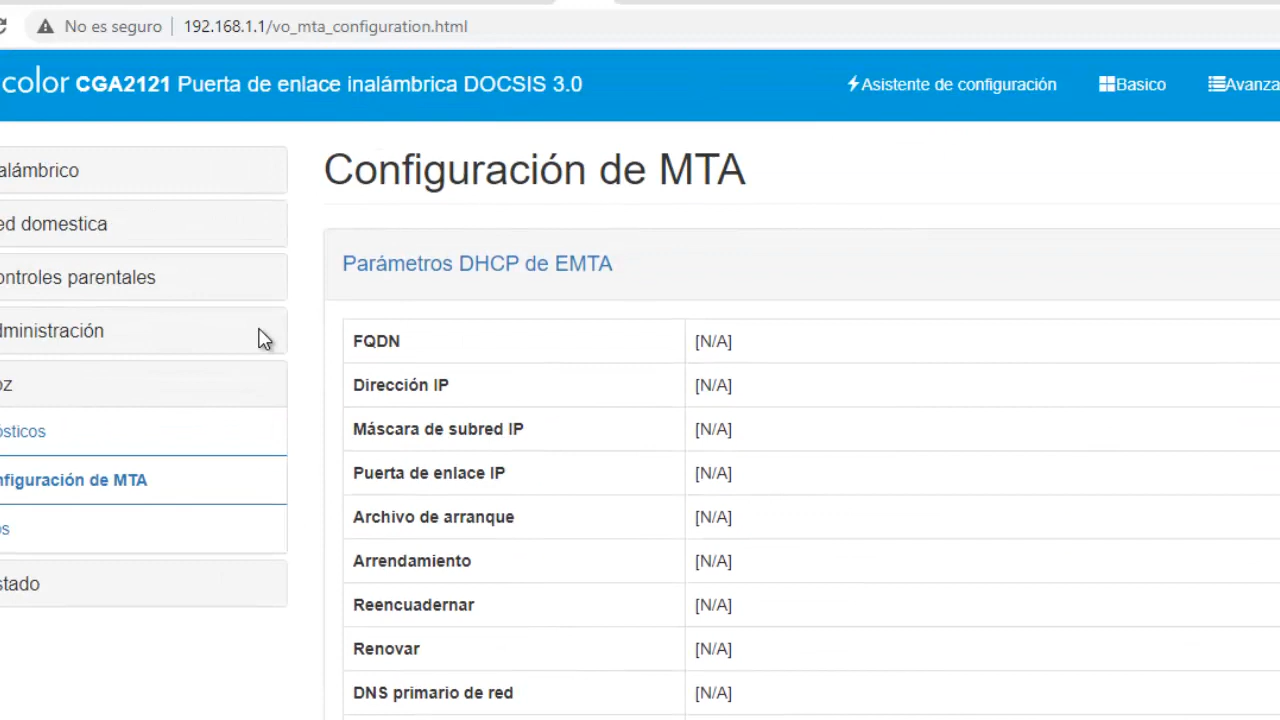 No es seguro 192.168.1.1/vo_mta_configuration.html
color CGA2121 Puerta de enlace inalámbrica DOCSIS 3.0
Asistente de configuración
Basico
Avanza
alámbrico
ed domestica
ontroles parentales
dministración
oz
ósticos
nfiguración de MTA
os
stado
Configuración de MTA
Parámetros DHCP de EMTA
FQDN [N/A]
Dirección IP [N/A]
Máscara de subred IP [N/A]
Puerta de enlace IP [N/A]
Archivo de arranque [N/A]
Arrendamiento [N/A]
Reencuadernar [N/A]
Renovar [N/A]
DNS primario de red [N/A]